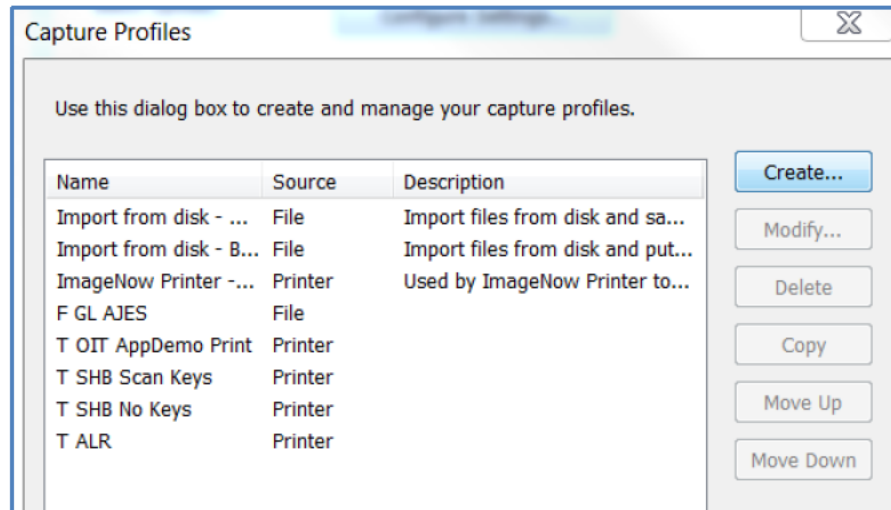 Configure Settings...
Capture Profiles
Use this dialog box to create and manage your capture profiles.
Name Source Description
Import from disk - ... File Import files from disk and sa...
Import from disk - B... File Import files from disk and put...
ImageNow Printer -... Printer Used by ImageNow Printer to...
F GL AJES File
T OIT AppDemo Print Printer
T SHB Scan Keys Printer
T SHB No Keys Printer
T ALR Printer
Create...
Modify...
Delete
Copy
Move Up
Move Down